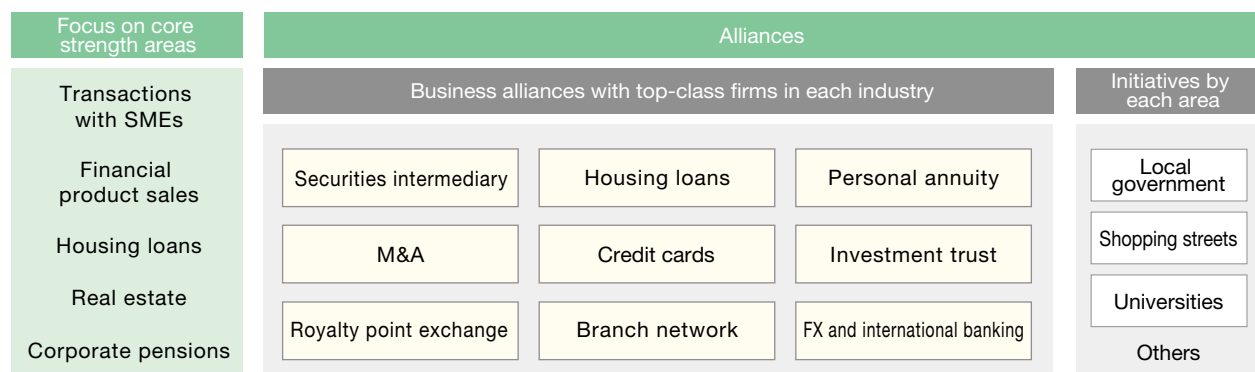 Focus on core
strength areas
Transactions
with SMEs
Financial
product sales
Housing loans
Real estate
Corporate pensions
Alliances
Business alliances with top-class firms in each industry
Securities intermediary
Housing loans
Personal annuity
M&A
Credit cards
Investment trust
Royalty point exchange
Branch network
FX and international banking
Initiatives by
each area
Local
government
Shopping streets
Universities
Others